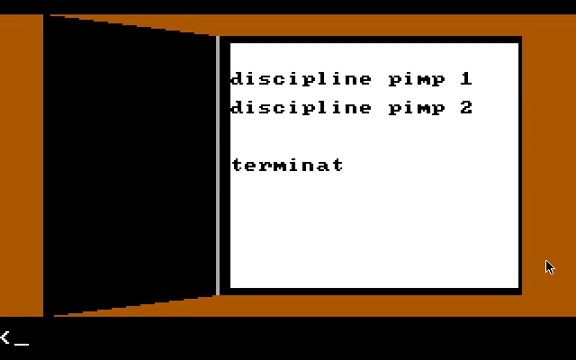 discipline pimp 1
discipline pimp 2
terminat
<_